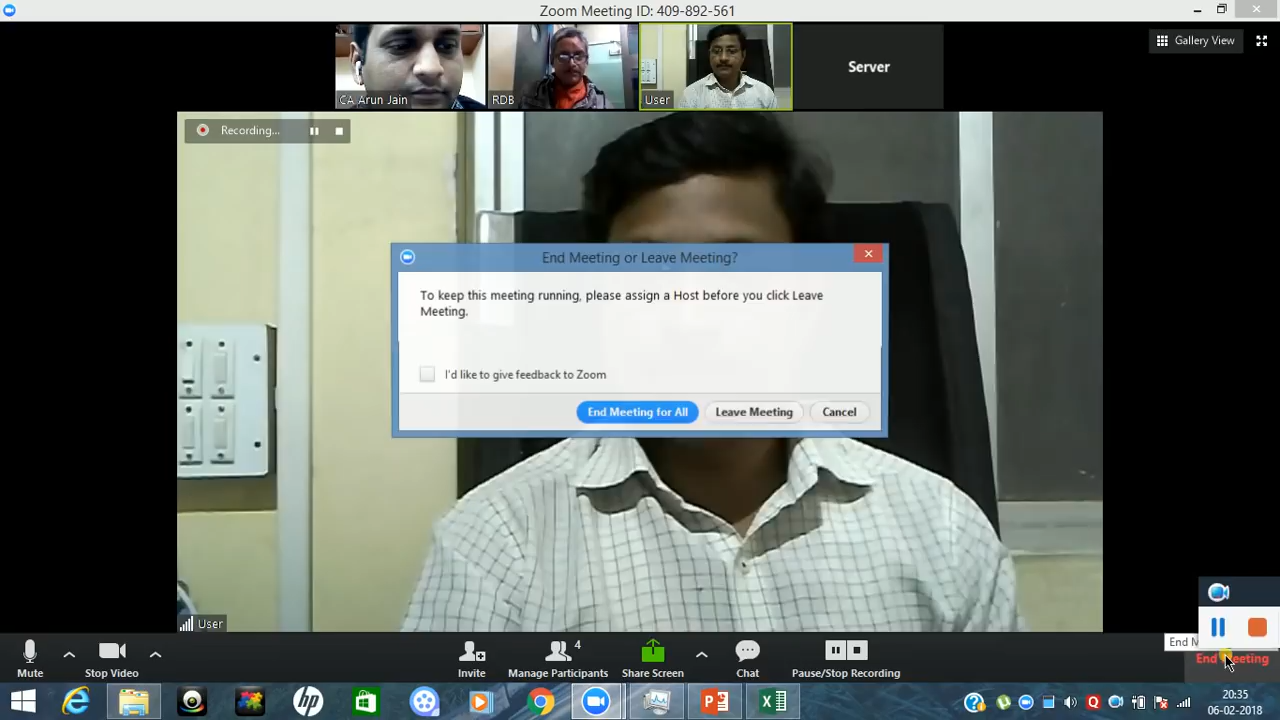 Zoom Meeting ID: 409-892-561
Gallery View
CA Arun Jain
RDB
User
Server
Recording...
End Meeting or Leave Meeting?
To keep this meeting running, please assign a Host before you click Leave
Meeting.
I'd like to give feedback to Zoom
End Meeting for All
Leave Meeting
Cancel
User
End M
Mute
Stop Video
Invite
4
Manage Participants
Share Screen
Chat
Pause/Stop Recording
End Meeting
20:35
06-02-2018